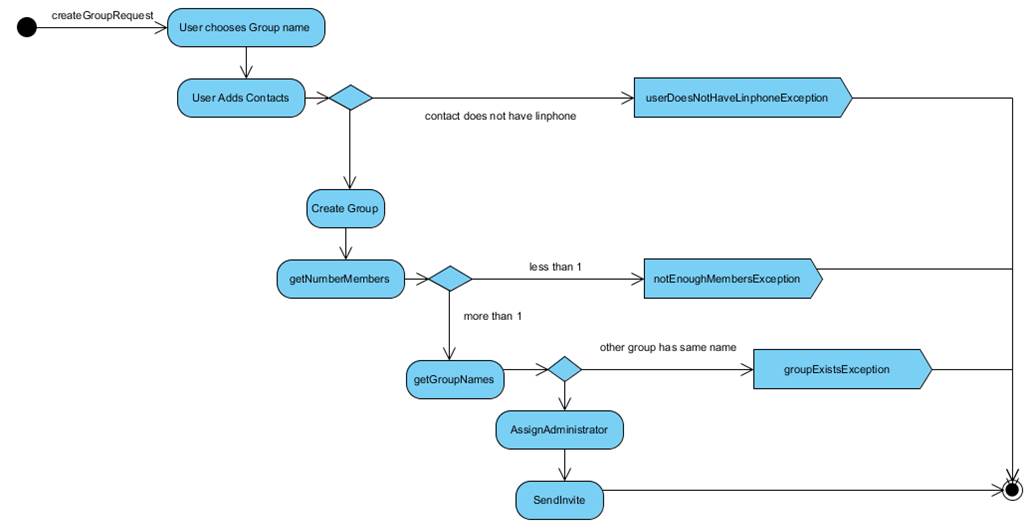 createGroupRequest
User chooses Group name
User Adds Contacts
userDoesNotHaveLinphoneException
contact does not have linphone
Create Group
less than 1
getNumberMembers
notEnoughMembersException
more than 1
other group has same name
groupExistsException
getGroupNames
AssignAdministrator
SendInvite